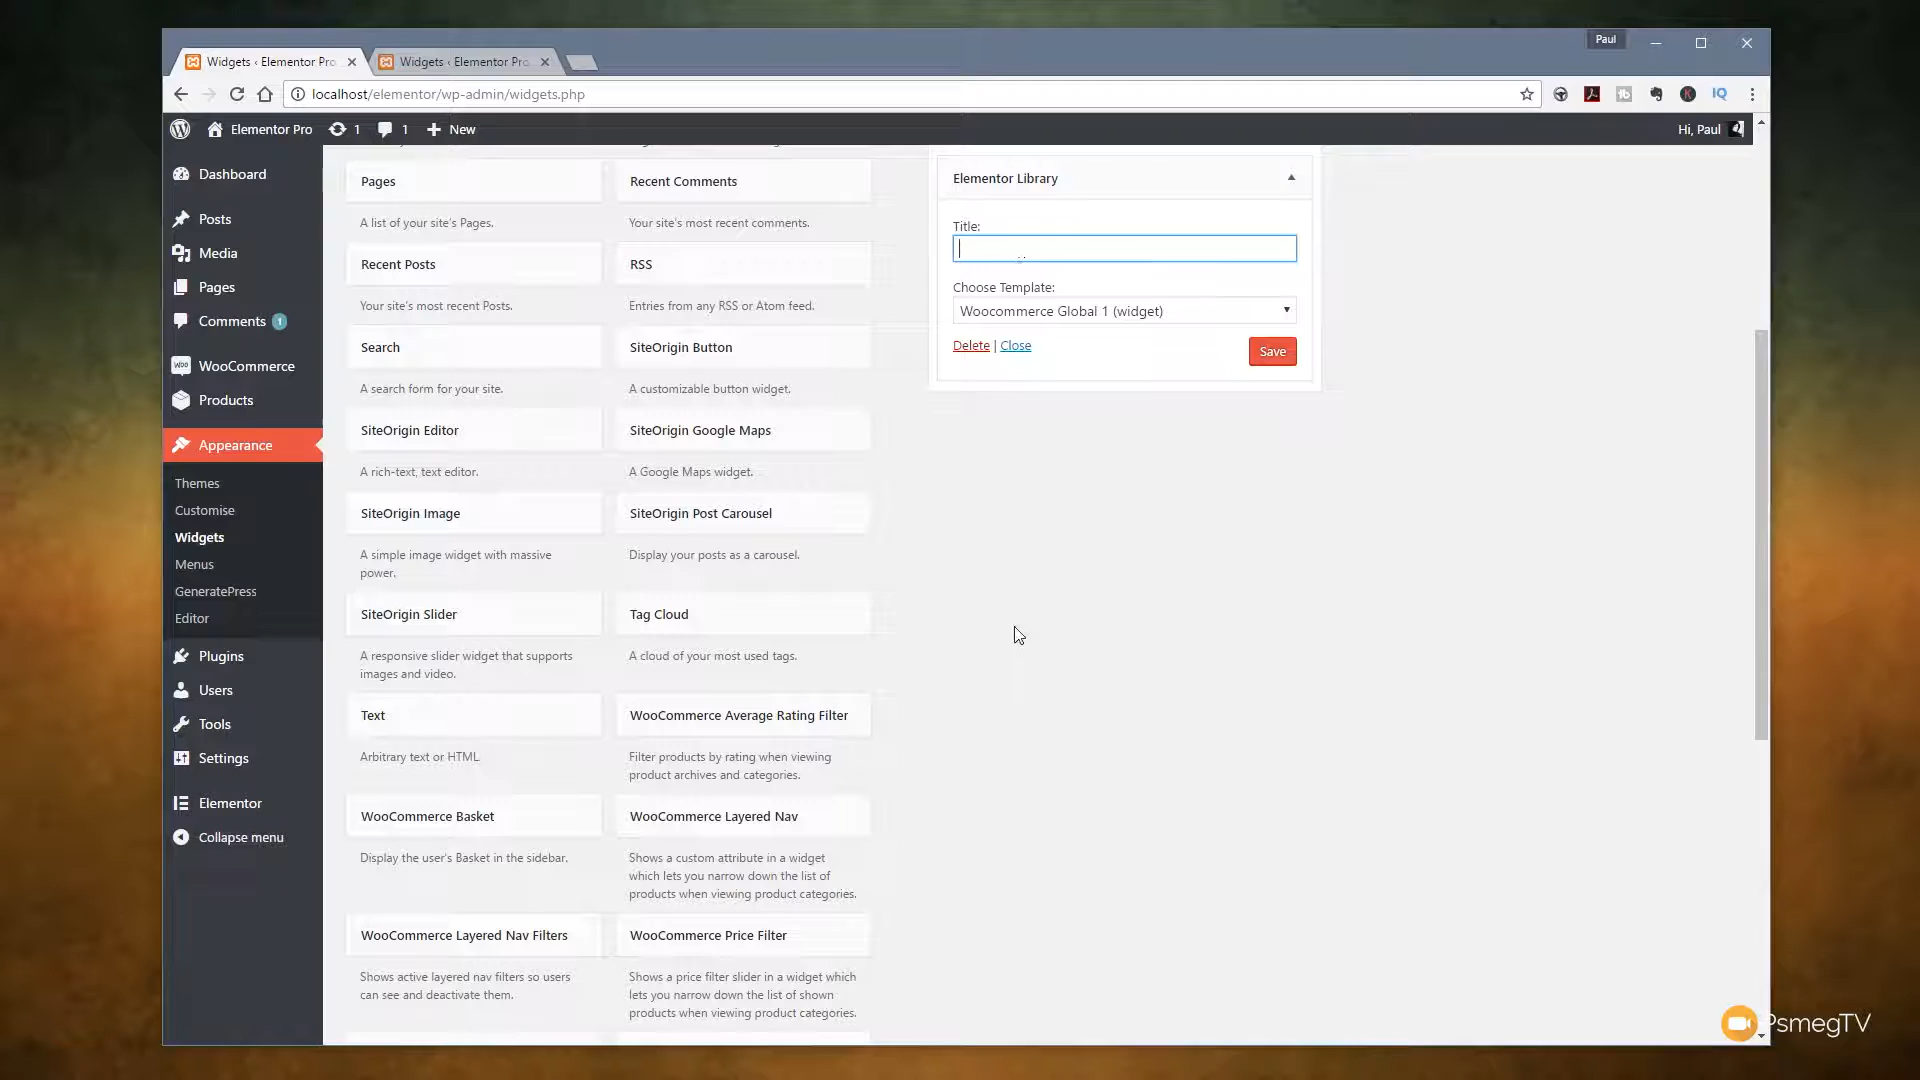 Paul
Widgets ‹ Elementor Pro
Widgets ‹ Elementor Pro
localhost/elementor/wp-admin/widgets.php
Elementor Pro
1
1
New
Hi, Paul
Dashboard
Posts
Media
Pages
Comments 1
WooCommerce
Products
Appearance
Themes
Customise
Widgets
Menus
GeneratePress
Editor
Plugins
Users
Tools
Settings
Elementor
Collapse menu
Pages
A list of your site's Pages.
Recent Comments
Your site's most recent comments.
Recent Posts
Your site's most recent Posts.
RSS
Entries from any RSS or Atom feed.
Search
A search form for your site.
SiteOrigin Button
A customizable button widget.
SiteOrigin Editor
A rich-text, text editor.
SiteOrigin Google Maps
A Google Maps widget.
SiteOrigin Image
A simple image widget with massive
power.
SiteOrigin Post Carousel
Display your posts as a carousel.
SiteOrigin Slider
A responsive slider widget that supports
images and video.
Tag Cloud
A cloud of your most used tags.
Text
Arbitrary text or HTML.
WooCommerce Average Rating Filter
Filter products by rating when viewing
product archives and categories.
WooCommerce Basket
Display the user's Basket in the sidebar.
WooCommerce Layered Nav
Shows a custom attribute in a widget
which lets you narrow down the list of
products when viewing product categories.
WooCommerce Layered Nav Filters
Shows active layered nav filters so users
can see and deactivate them.
WooCommerce Price Filter
Shows a price filter slider in a widget which
lets you narrow down the list of shown
products when viewing product categories.
Elementor Library
Title:
Choose Template:
Woocommerce Global 1 (widget)
Delete | Close
Save
PsmegTV